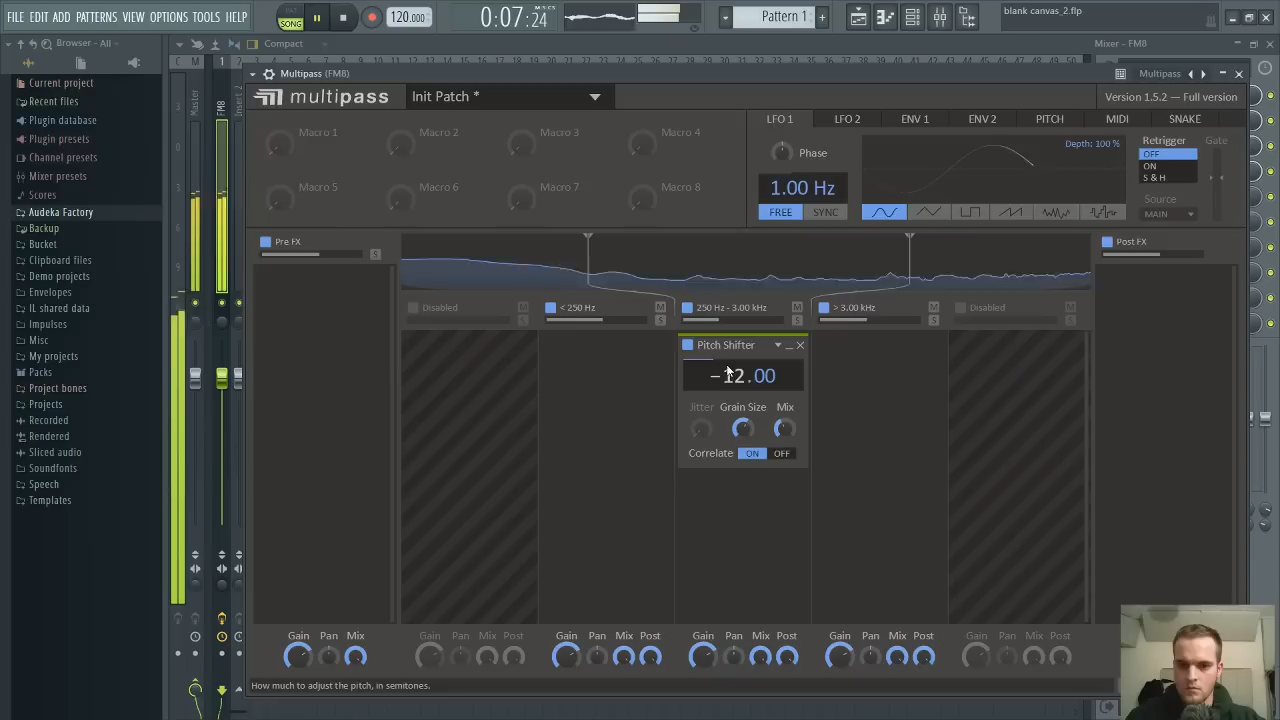 FILE EDIT ADD PATTERNS VIEW OPTIONS TOOLS HELP
PAT
SONG
120.000
0:07:24
Pattern 1
blank canvas_2.flp
Browser - All
Compact
Mixer - FM8
Current project
Recent files
Plugin database
Plugin presets
Channel presets
Mixer presets
Scores
Audeka Factory
Backup
Bucket
Clipboard files
Demo projects
Envelopes
IL shared data
Impulses
Misc
My projects
Packs
Project bones
Projects
Recorded
Rendered
Sliced audio
Soundfonts
Speech
Templates
C M 1
Master
FM8
Insert 2
Multipass (FM8)
Multipass
multipass
Init Patch *
Version 1.5.2 — Full version
Macro 1
Macro 2
Macro 3
Macro 4
Macro 5
Macro 6
Macro 7
Macro 8
LFO 1 LFO 2 ENV 1 ENV 2 PITCH MIDI SNAKE
Phase
1.00 Hz
FREE SYNC
Depth: 100 %
Retrigger
OFF
ON
S & H
Source
MAIN
Gate
Pre FX
S
Post FX
Disabled M S
< 250 Hz M S
250 Hz - 3.00 kHz M S
> 3.00 kHz M S
Disabled M S
Pitch Shifter
-12.00
Jitter Grain Size Mix
Correlate ON OFF
Gain Pan Mix
Gain Pan Mix Post
Gain Pan Mix Post
Gain Pan Mix Post
Gain Pan Mix Post
Gain Pan Mix Post
How much to adjust the pitch, in semitones.